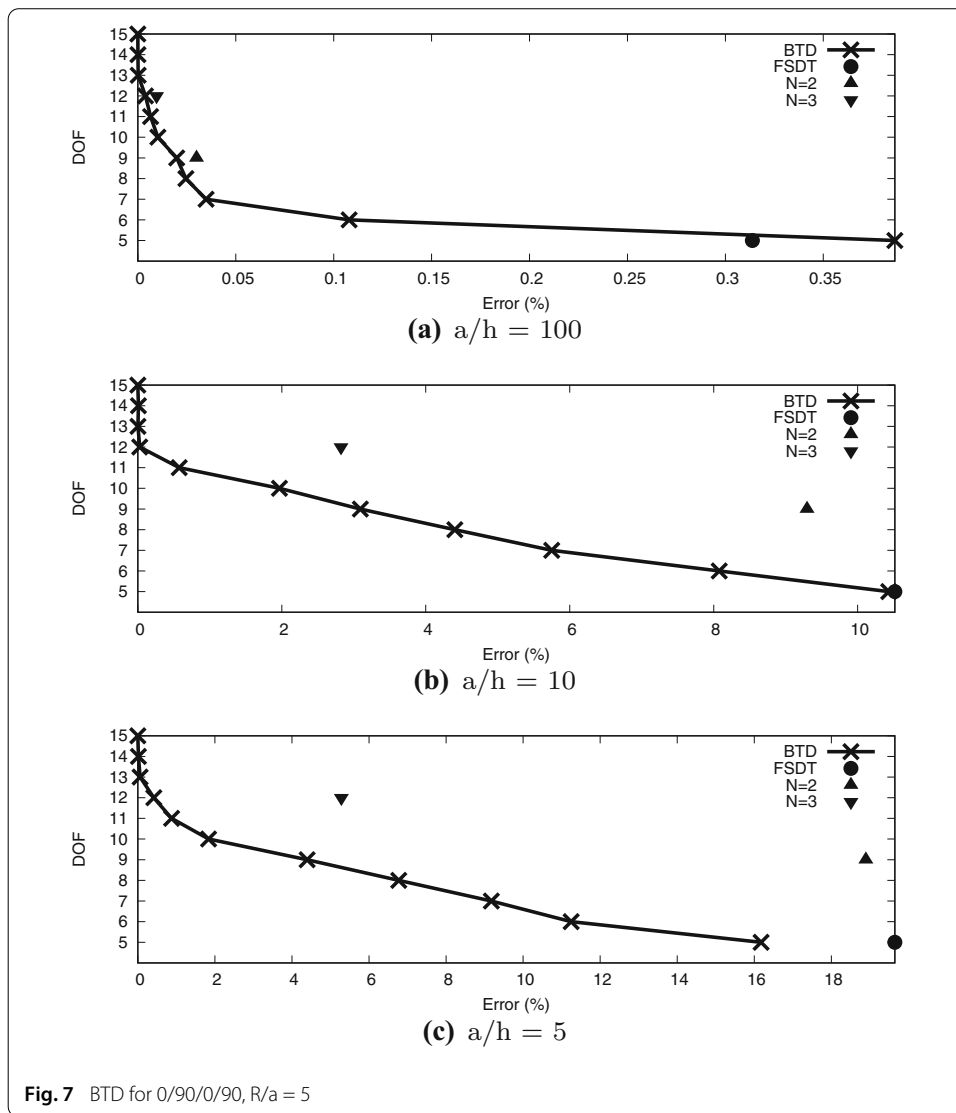 15
14
13
12
11
10
9
8
7
6
5
DOF
0
0.05
0.1
0.15
0.2
0.25
0.3
0.35
Error (%)
BTD
FSDT
N=2
N=3
(a) a/h = 100
15
14
13
12
11
10
9
8
7
6
5
DOF
0
2
4
6
8
10
Error (%)
BTD
FSDT
N=2
N=3
(b) a/h = 10
15
14
13
12
11
10
9
8
7
6
5
DOF
0
2
4
6
8
10
12
14
16
18
Error (%)
BTD
FSDT
N=2
N=3
(c) a/h = 5
Fig. 7 BTD for 0/90/0/90, R/a = 5